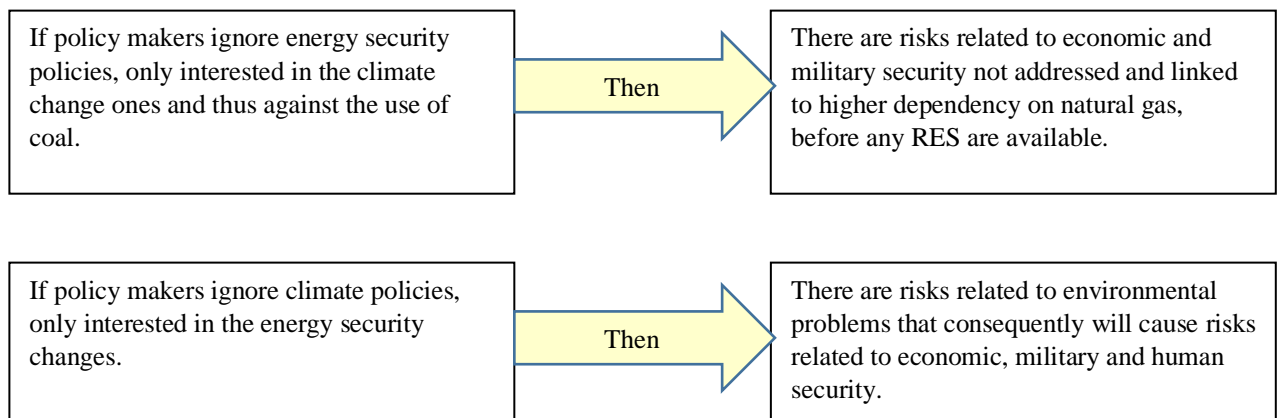 If policy makers ignore energy security
policies, only interested in the climate
change ones and thus against the use of
coal.
Then
There are risks related to economic and
military security not addressed and linked
to higher dependency on natural gas,
before any RES are available.
If policy makers ignore climate policies,
only interested in the energy security
changes.
Then
There are risks related to environmental
problems that consequently will cause risks
related to economic, military and human
security.